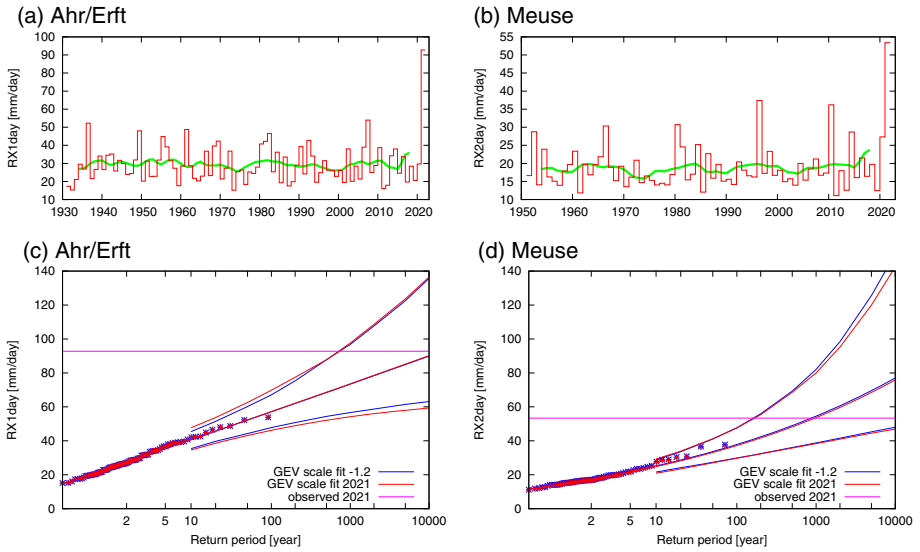 (a) Ahr/Erft
RX1day [mm/day]
100
90
80
70
60
50
40
30
20
10
1930 1940 1950 1960 1970 1980 1990 2000 2010 2020
(b) Meuse
RX2day [mm/day]
55
50
45
40
35
30
25
20
15
10
1950 1960 1970 1980 1990 2000 2010 2020
(c) Ahr/Erft
RX1day [mm/day]
140
120
100
80
60
40
20
0
2 5 10 100 1000 10000
Return period [year]
GEV scale fit -1.2
GEV scale fit 2021
observed 2021
(d) Meuse
RX2day [mm/day]
140
120
100
80
60
40
20
0
2 5 10 100 1000 10000
Return period [year]
GEV scale fit -1.2
GEV scale fit 2021
observed 2021